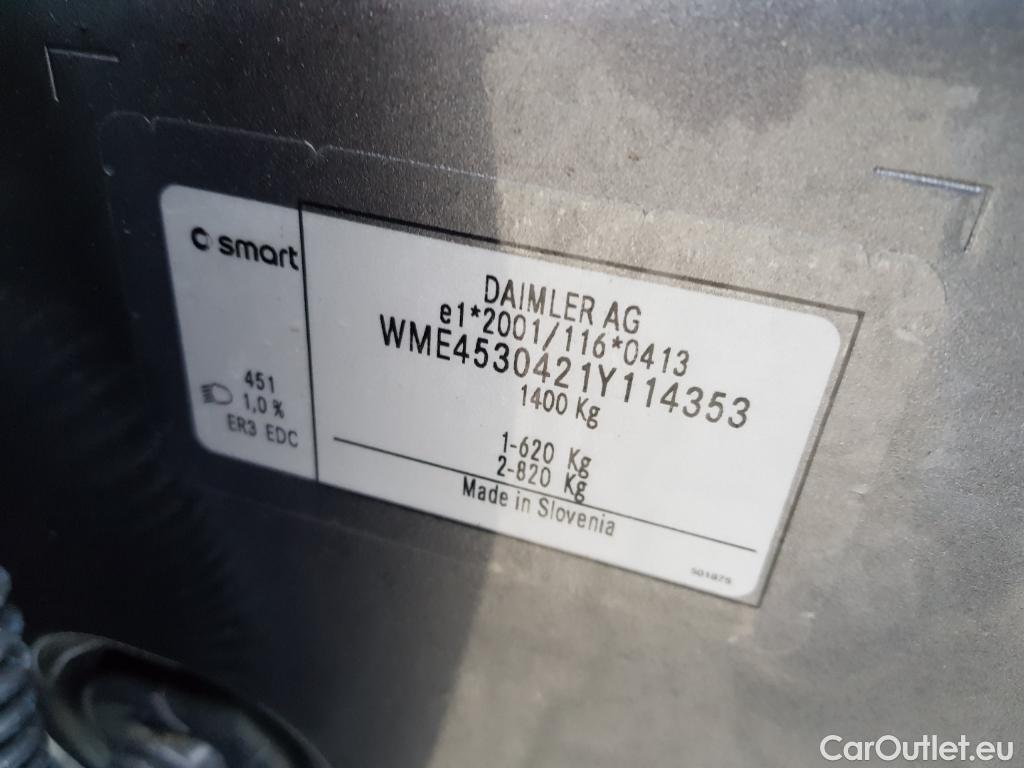 smart
DAIMLER AG
e1*2001/116*0413
WME4530421Y114353
1400 Kg
451
1,0 %
ER3 EDC
1-620 Kg
2-820 Kg
Made in Slovenia
501875
CarOutlet.eu